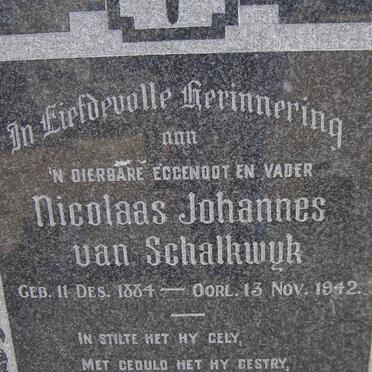 In Liefdevolle Herinnering
aan
'N DIERBARE EGGENOOT EN VADER
Nicolaas Johannes
van Schalkwyk
GEB. 11 DES. 1884 — OORL. 13 NOV. 1942.
IN STILTE HET HY GELY,
MET GEDULD HET HY GESTRY,